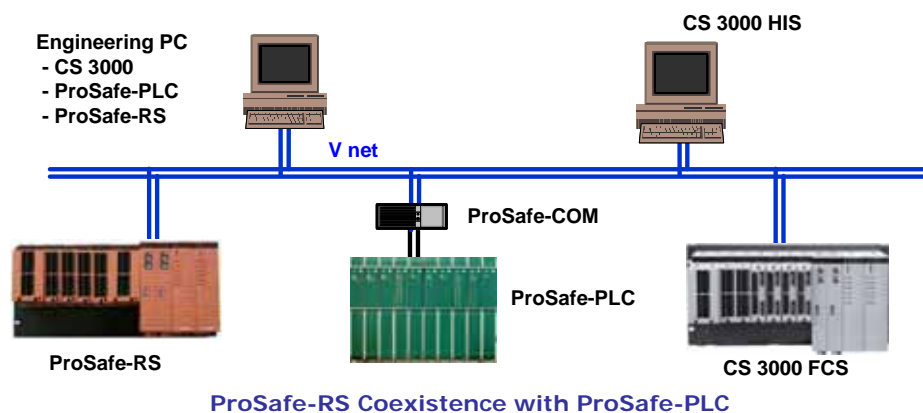 Engineering PC
- CS 3000
- ProSafe-PLC
- ProSafe-RS
CS 3000 HIS
V net
ProSafe-COM
ProSafe-PLC
ProSafe-RS
CS 3000 FCS
ProSafe-RS Coexistence with ProSafe-PLC